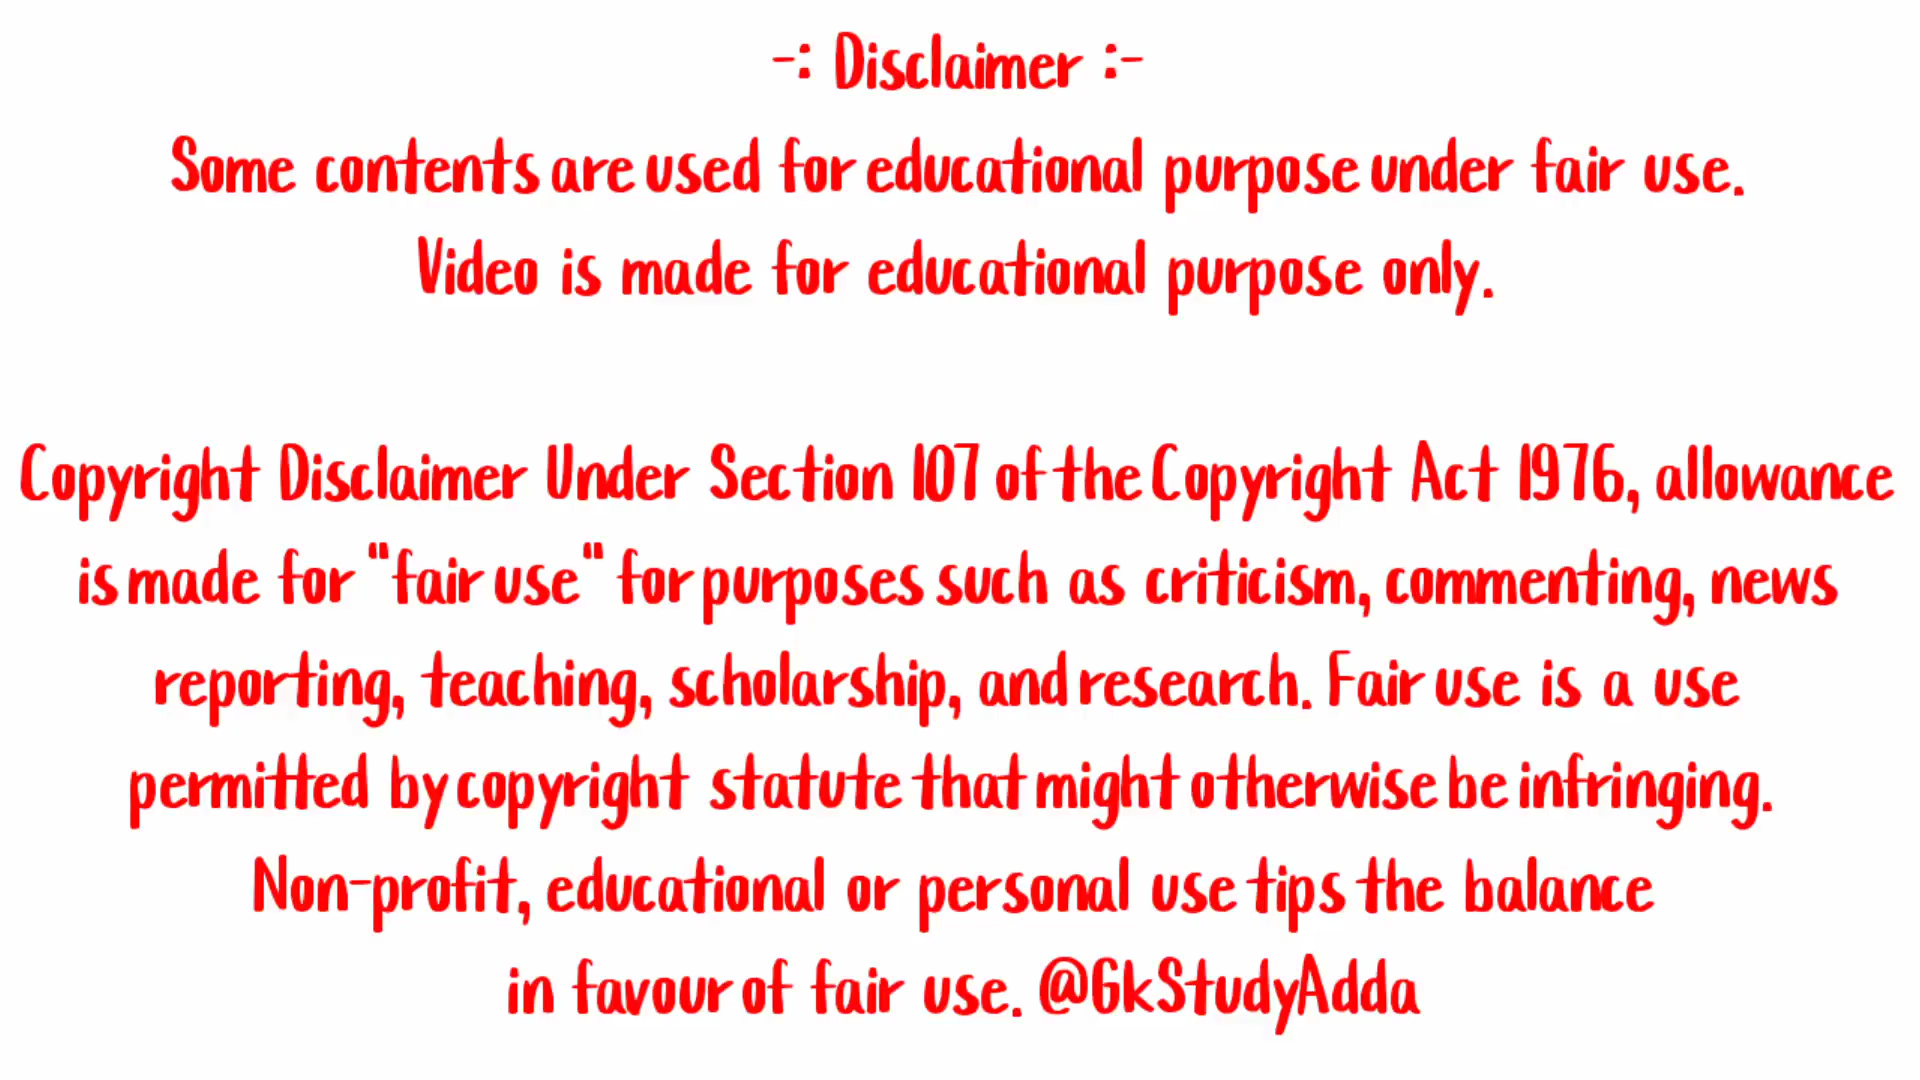 -: Disclaimer :-
Some contents are used for educational purpose under fair use.
Video is made for educational purpose only.
Copyright Disclaimer Under Section 107 of the Copyright Act 1976, allowance
is made for "fair use" for purposes such as criticism, commenting, news
reporting, teaching, scholarship, and research. Fair use is a use
permitted by copyright statute that might otherwise be infringing.
Non-profit, educational or personal use tips the balance
in favour of fair use. @GkStudyAdda